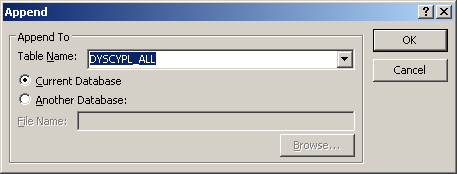 Append
Append To
Table Name: DYSCYPL_ALL
OK
Current Database
Cancel
Another Database:
File Name:
Browse...